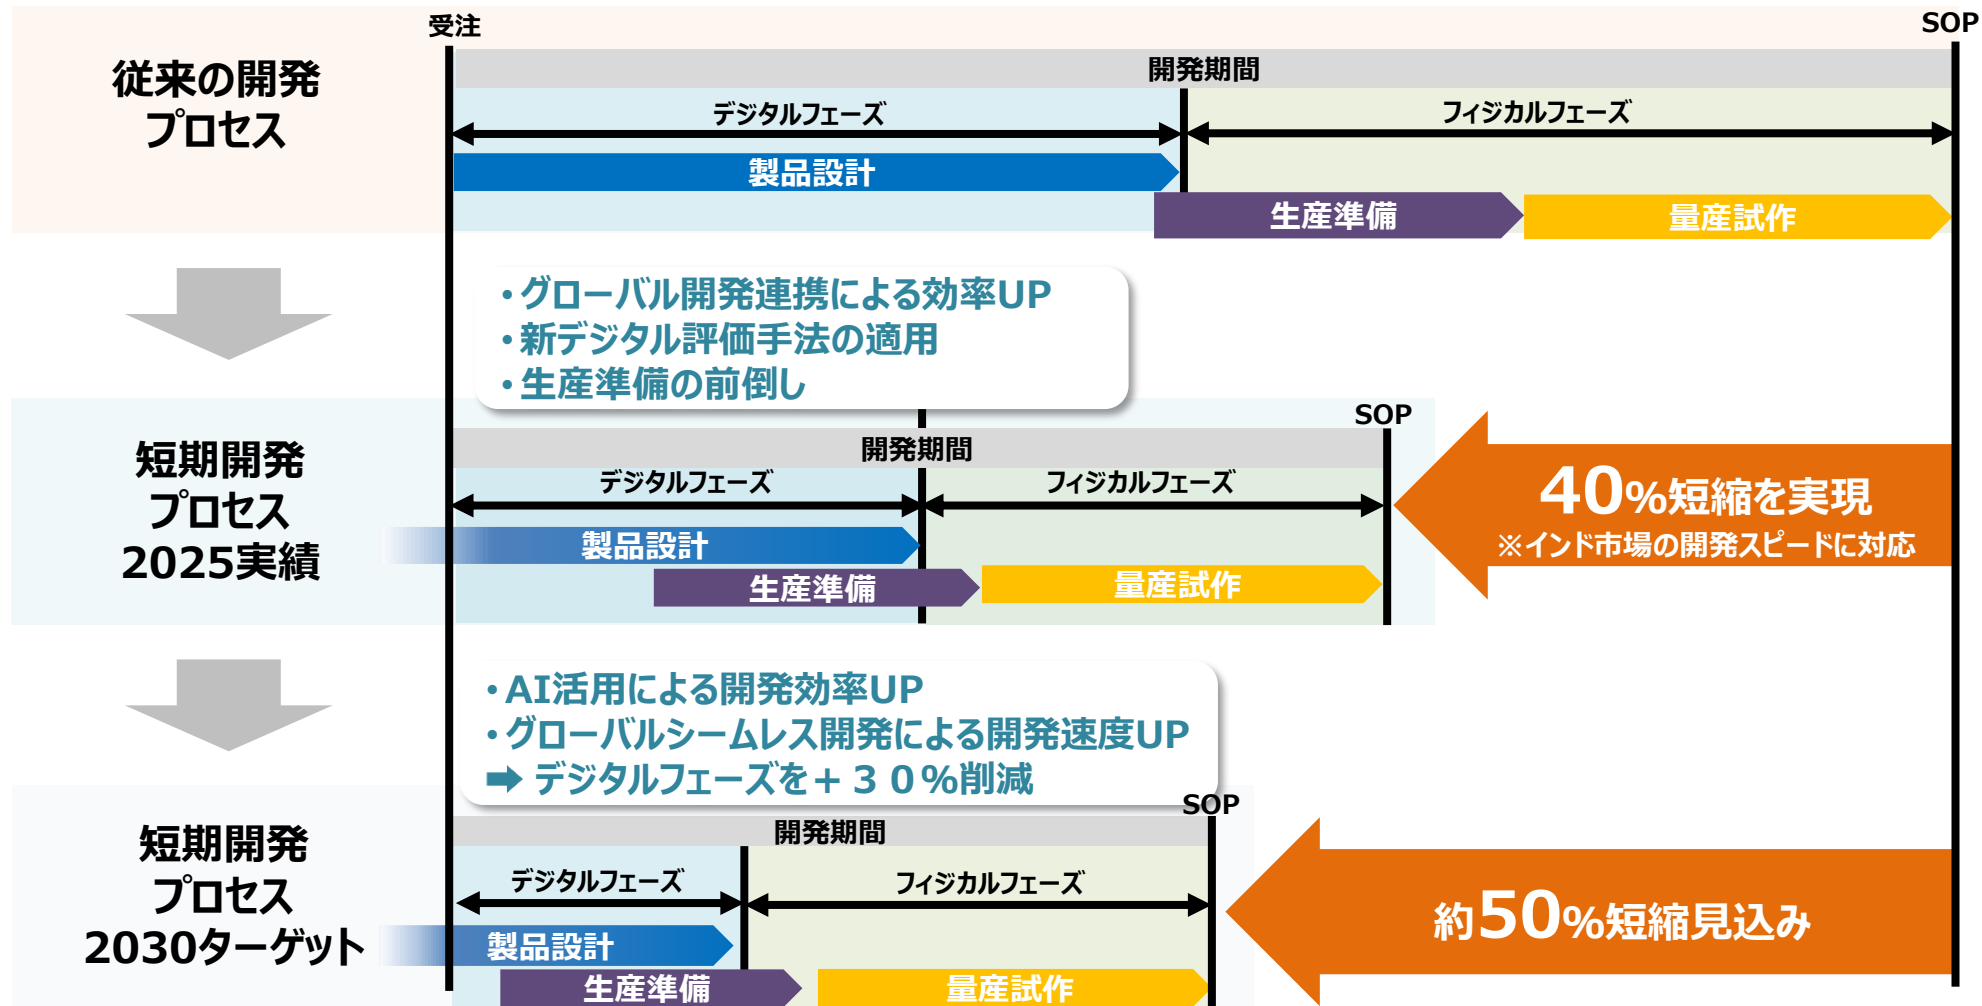 受注
SOP
従来の開発
プロセス
開発期間
デジタルフェーズ
フィジカルフェーズ
製品設計
生産準備
量産試作
・グローバル開発連携による効率UP
・新デジタル評価手法の適用
・生産準備の前倒し
SOP
短期開発
プロセス
2025実績
開発期間
デジタルフェーズ
フィジカルフェーズ
製品設計
生産準備
量産試作
40%短縮を実現
※インド市場の開発スピードに対応
・AI活用による開発効率UP
・グローバルシームレス開発による開発速度UP
➡ デジタルフェーズを+３０%削減
SOP
短期開発
プロセス
2030ターゲット
開発期間
デジタルフェーズ
フィジカルフェーズ
製品設計
生産準備
量産試作
約50%短縮見込み